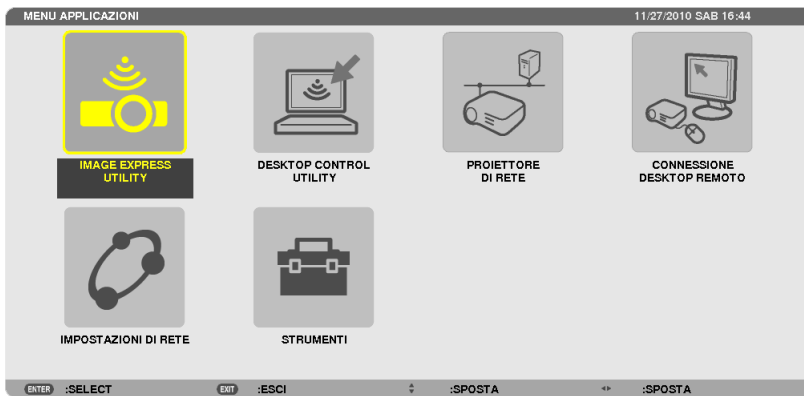 MENU APPLICAZIONI 11/27/2010 SAB 16:44
IMAGE EXPRESS
UTILITY
DESKTOP CONTROL
UTILITY
PROIETTORE
DI RETE
CONNESSIONE
DESKTOP REMOTO
IMPOSTAZIONI DI RETE
STRUMENTI
ENTER :SELECT EXIT :ESCI :SPOSTA :SPOSTA